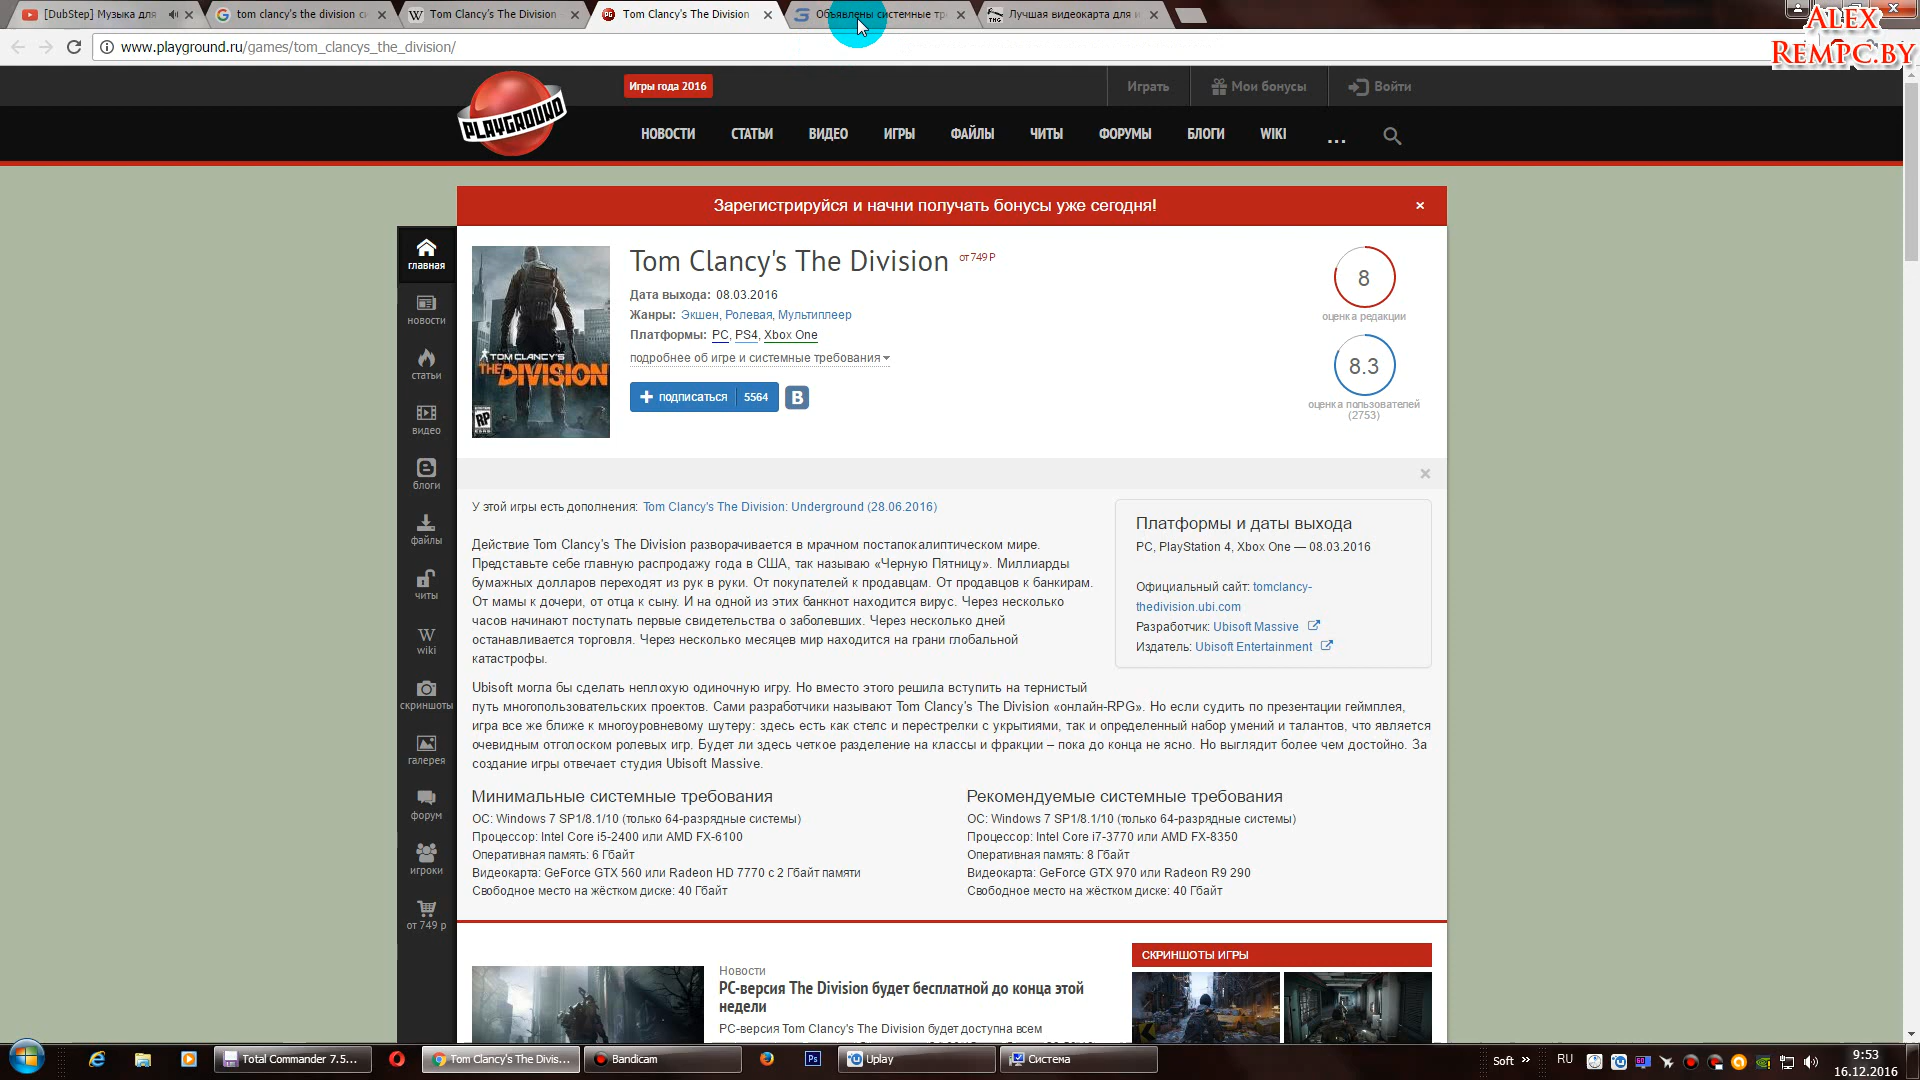 [DubStep] Музыка для
tom clancy's the division
Tom Clancy's The Division
Tom Clancy's The Division
Объявлены системные тр
Лучшая видеокарта для
ALEX
REMPC.BY
www.playground.ru/games/tom_clancys_the_division/
PLAYGROUND
Игры года 2016
Играть
Мои бонусы
Войти
НОВОСТИ СТАТЬИ ВИДЕО ИГРЫ ФАЙЛЫ ЧИТЫ ФОРУМЫ БЛОГИ WIKI ...
Зарегистрируйся и начни получать бонусы уже сегодня!
главная
новости
статьи
видео
блоги
файлы
читы
wiki
скриншоты
галерея
форум
игроки
от 749 р
TOM CLANCY'S
THE DIVISION
RP
Tom Clancy's The Division от 749 Р
Дата выхода: 08.03.2016
Жанры: Экшен, Ролевая, Мультиплеер
Платформы: PC, PS4, Xbox One
подробнее об игре и системные требования
подписаться 5564
B
8
оценка редакции
8.3
оценка пользователей
(2753)
У этой игры есть дополнения: Tom Clancy's The Division: Underground (28.06.2016)
Действие Tom Clancy's The Division разворачивается в мрачном постапокалиптическом мире.
Представьте себе главную распродажу года в США, так называю «Черную Пятницу». Миллиарды
бумажных долларов переходят из рук в руки. От покупателей к продавцам. От продавцов к банкирам.
От мамы к дочери, от отца к сыну. И на одной из этих банкнот находится вирус. Через несколько
часов начинают поступать первые свидетельства о заболевших. Через несколько дней
останавливается торговля. Через несколько месяцев мир находится на грани глобальной
катастрофы.
Платформы и даты выхода
PC, PlayStation 4, Xbox One — 08.03.2016
Официальный сайт: tomclancy-
thedivision.ubi.com
Разработчик: Ubisoft Massive
Издатель: Ubisoft Entertainment
Ubisoft могла бы сделать неплохую одиночную игру. Но вместо этого решила вступить на тернистый
путь многопользовательских проектов. Сами разработчики называют Tom Clancy's The Division «онлайн-RPG». Но если судить по презентации геймплея,
игра все же ближе к многоуровневому шутеру: здесь есть как стелс и перестрелки с укрытиями, так и определенный набор умений и талантов, что является
очевидным отголоском ролевых игр. Будет ли здесь четкое разделение на классы и фракции – пока до конца не ясно. Но выглядит более чем достойно. За
создание игры отвечает студия Ubisoft Massive.
Минимальные системные требования
ОС: Windows 7 SP1/8.1/10 (только 64-разрядные системы)
Процессор: Intel Core i5-2400 или AMD FX-6100
Оперативная память: 6 Гбайт
Видеокарта: GeForce GTX 560 или Radeon HD 7770 с 2 Гбайт памяти
Свободное место на жёстком диске: 40 Гбайт
Рекомендуемые системные требования
ОС: Windows 7 SP1/8.1/10 (только 64-разрядные системы)
Процессор: Intel Core i7-3770 или AMD FX-8350
Оперативная память: 8 Гбайт
Видеокарта: GeForce GTX 970 или Radeon R9 290
Свободное место на жёстком диске: 40 Гбайт
Новости
PC-версия The Division будет бесплатной до конца этой
недели
PC-версия Tom Clancy's The Division будет доступна всем
СКРИНШОТЫ ИГРЫ
Total Commander 7.5...
Tom Clancy's The Divis...
Bandicam
Ps
Uplay
Система
Soft »
RU
9:53
16.12.2016